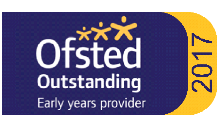 Ofsted
Outstanding
Early years provider
2017